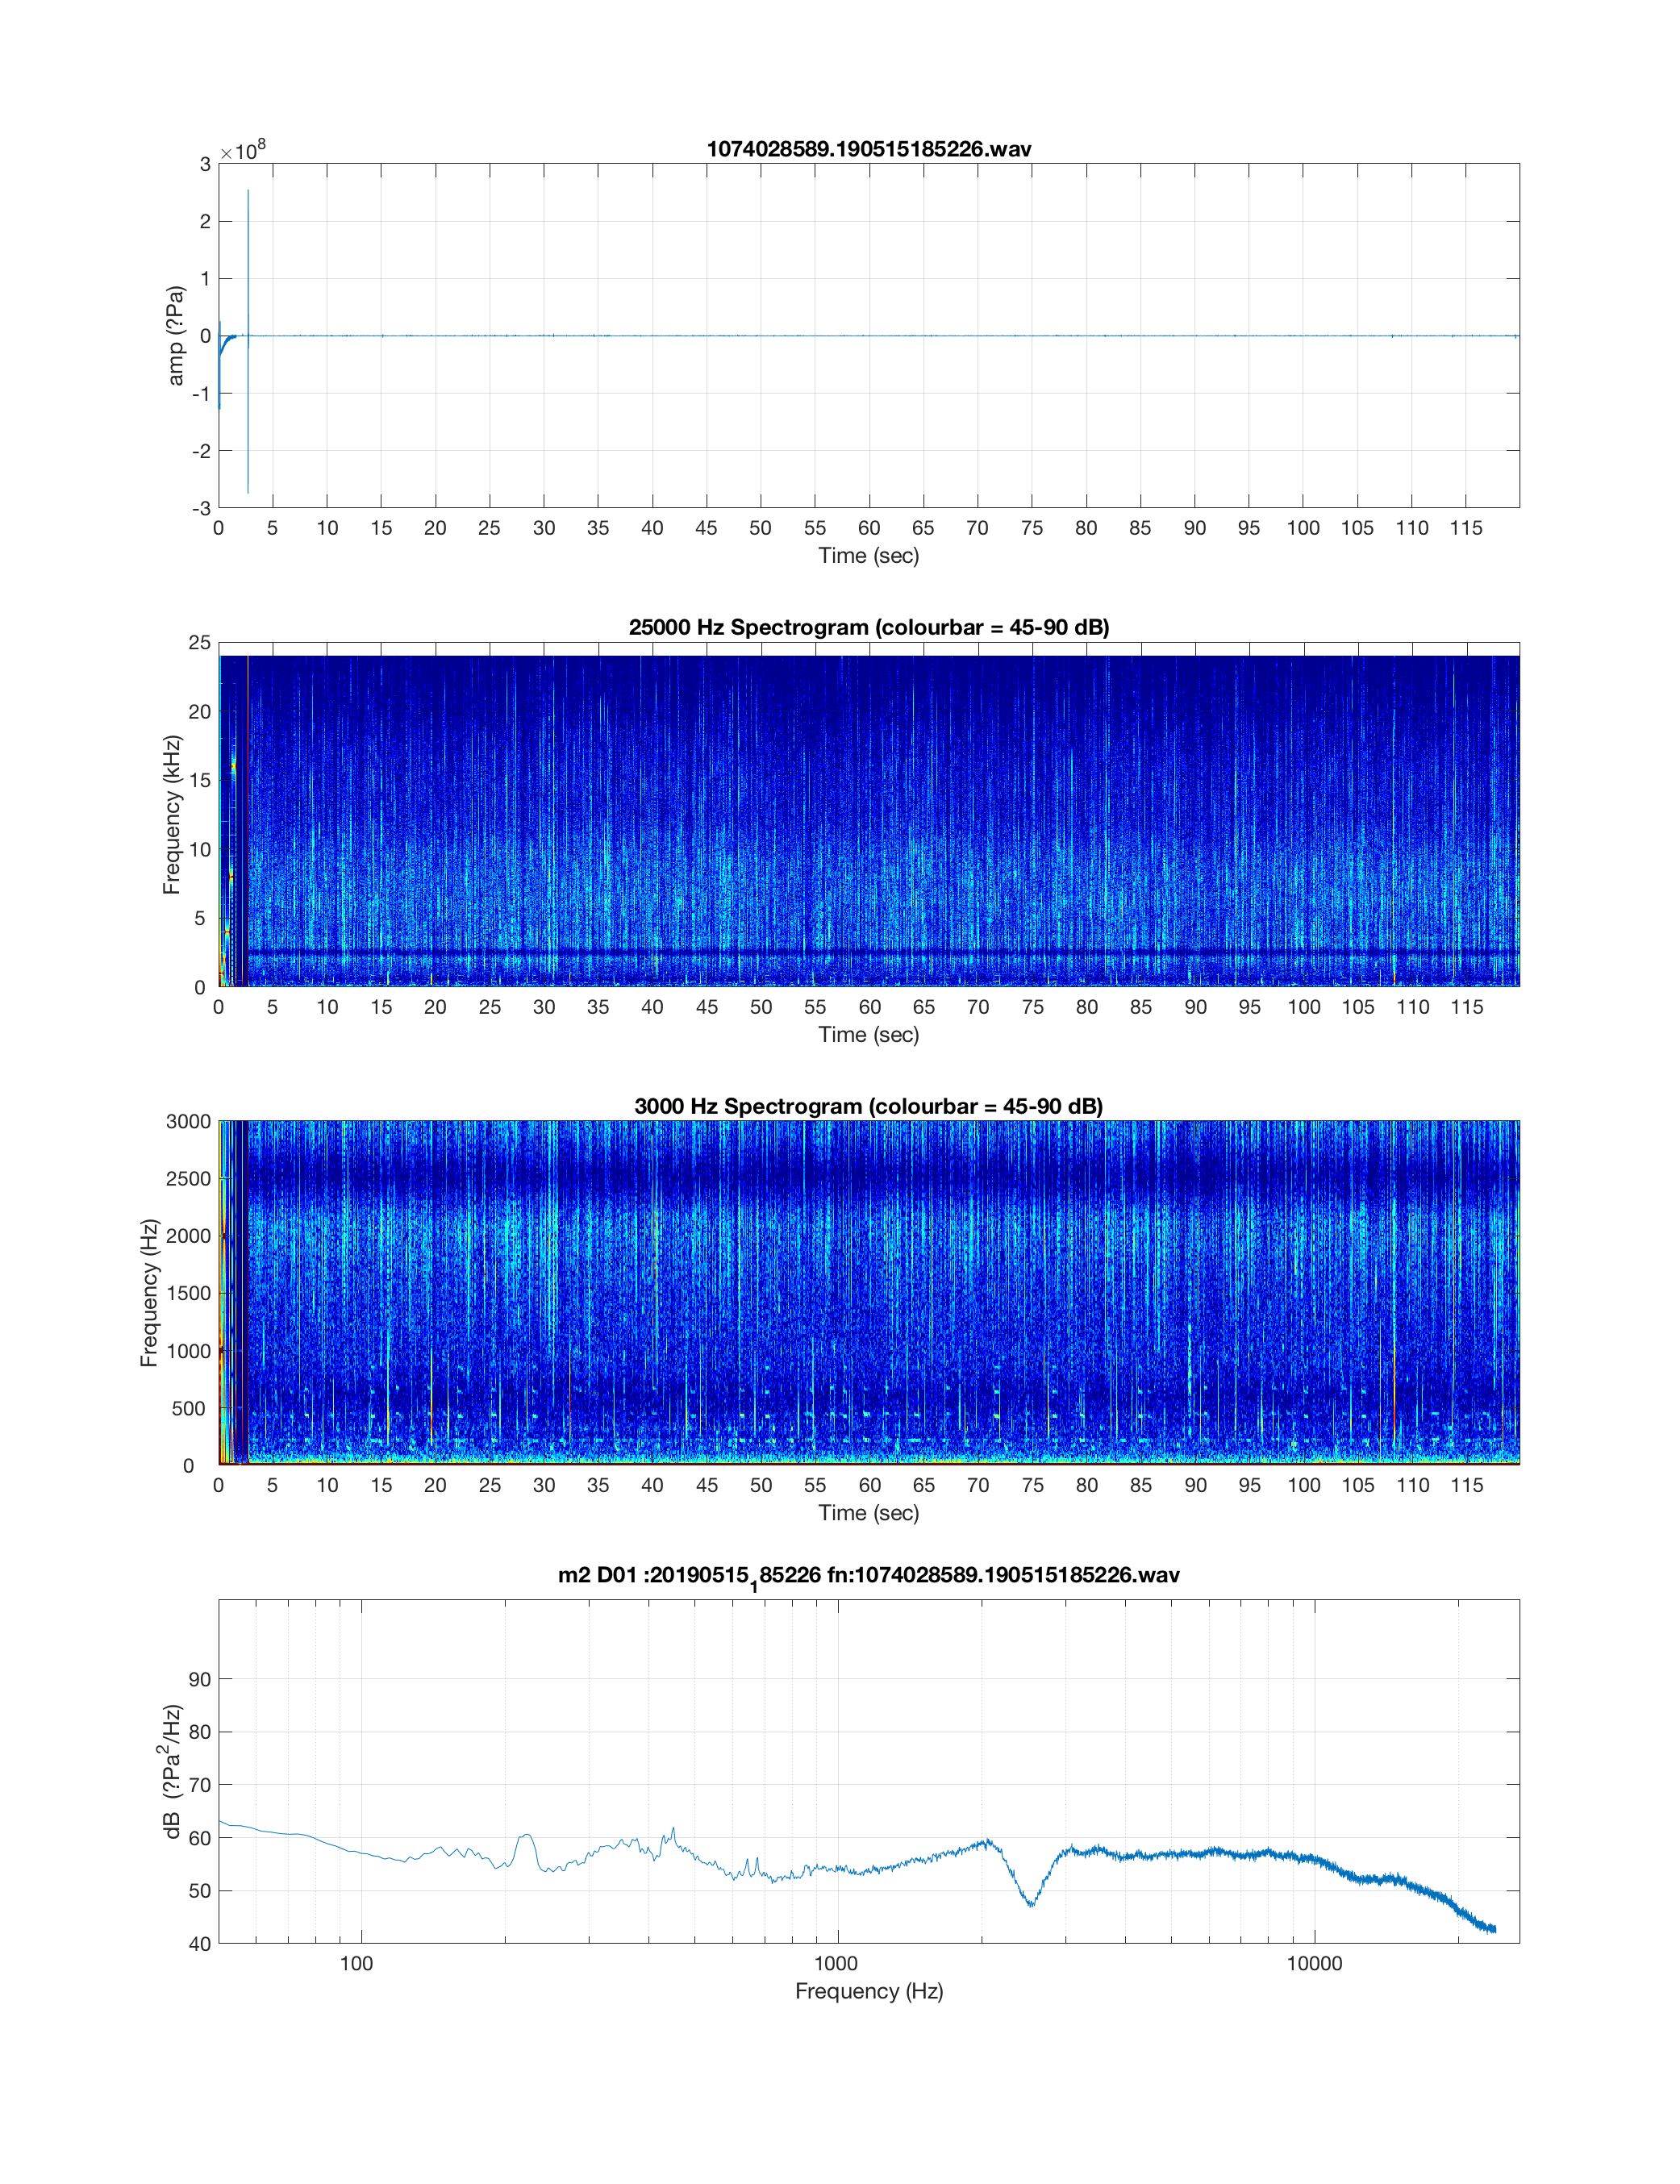 1074028589.190515185226.wav
×10^8
3
2
1
0
-1
-2
-3
amp (?Pa)
0 5 10 15 20 25 30 35 40 45 50 55 60 65 70 75 80 85 90 95 100 105 110 115
Time (sec)
25000 Hz Spectrogram (colourbar = 45-90 dB)
25
20
15
10
5
0
Frequency (kHz)
0 5 10 15 20 25 30 35 40 45 50 55 60 65 70 75 80 85 90 95 100 105 110 115
Time (sec)
3000 Hz Spectrogram (colourbar = 45-90 dB)
3000
2500
2000
1500
1000
500
0
Frequency (Hz)
0 5 10 15 20 25 30 35 40 45 50 55 60 65 70 75 80 85 90 95 100 105 110 115
Time (sec)
m2 D01 :20190515_185226 fn:1074028589.190515185226.wav
90
80
70
60
50
40
dB (?Pa^2/Hz)
100 1000 10000
Frequency (Hz)